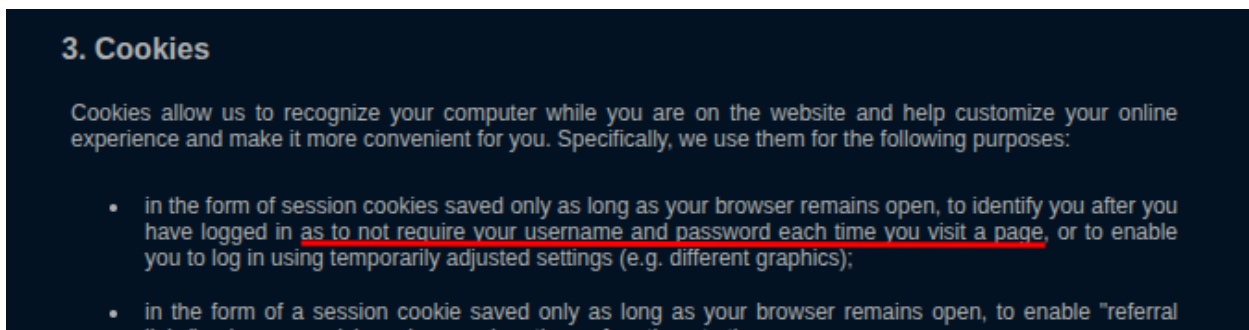 3. Cookies
Cookies allow us to recognize your computer while you are on the website and help customize your online
experience and make it more convenient for you. Specifically, we use them for the following purposes:
• in the form of session cookies saved only as long as your browser remains open, to identify you after you
have logged in as to not require your username and password each time you visit a page, or to enable
you to log in using temporarily adjusted settings (e.g. different graphics);
• in the form of a session cookie saved only as long as your browser remains open, to enable "referral